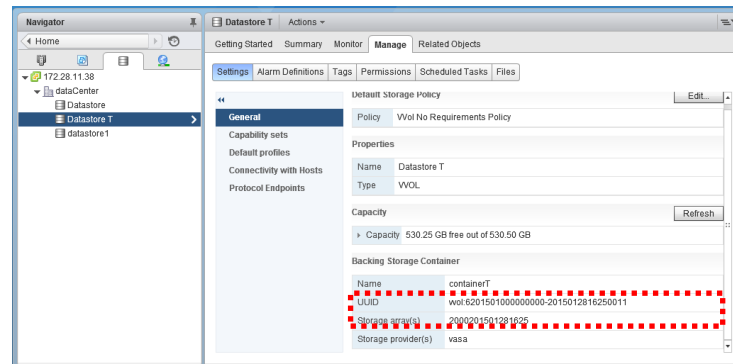 Navigator
Home
172.28.11.38
dataCenter
Datastore
Datastore T
datastore1
Datastore T Actions
Getting Started Summary Monitor Manage Related Objects
Settings Alarm Definitions Tags Permissions Scheduled Tasks Files
General
Capability sets
Default profiles
Connectivity with Hosts
Protocol Endpoints
Default Storage Policy Edit...
Policy VVol No Requirements Policy
Properties
Name Datastore T
Type VVOL
Capacity Refresh
Capacity 530.25 GB free out of 530.50 GB
Backing Storage Container
Name containerT
UUID vvol:6201501000000000-2015012816250011
Storage array(s) 2000201501281625
Storage provider(s) vasa